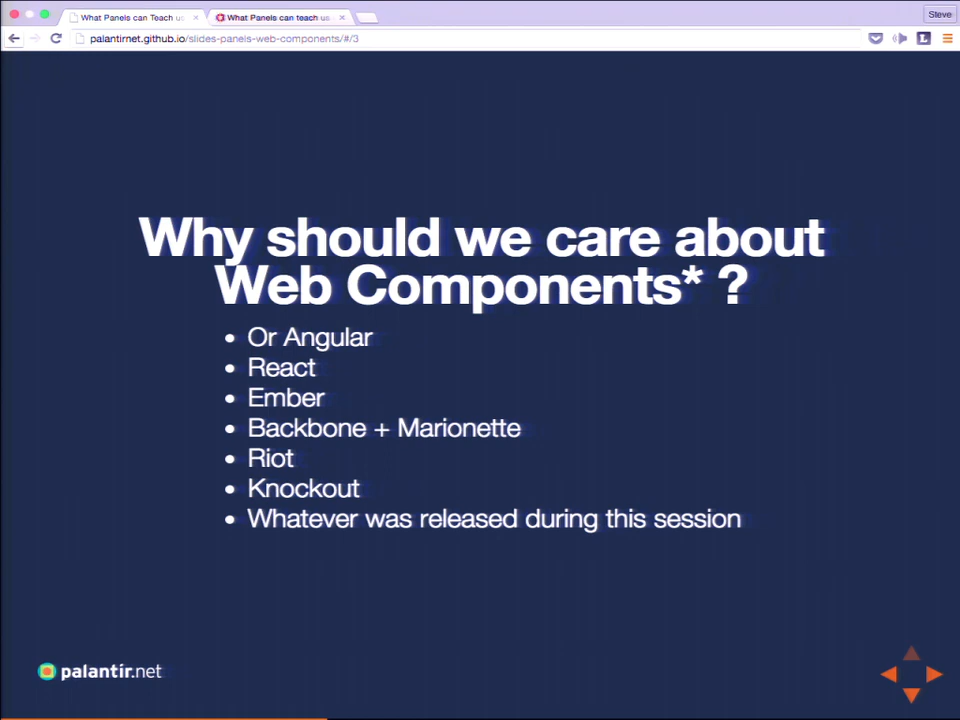 What Panels can Teach us
What Panels can teach us
Steve
palantirnet.github.io/slides-panels-web-components/#/3
L
Why should we care about
Web Components* ?
Or Angular
React
Ember
Backbone + Marionette
Riot
Knockout
Whatever was released during this session
palantir.net